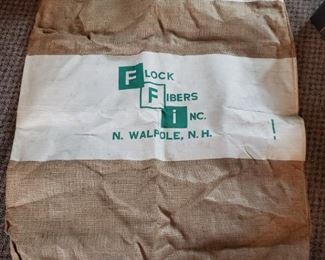 FLOCK
FIBERS
iNC.
N. WALPOLE, N.H.